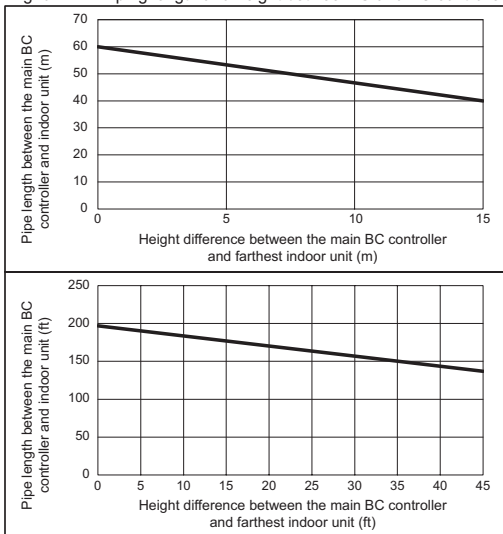 Pipe length between the main BC
controller and indoor unit (m)
70
60
50
40
30
20
10
0
0 5 10 15
Height difference between the main BC controller
and farthest indoor unit (m)
Pipe length between the main BC
controller and indoor unit (ft)
250
200
150
100
50
0
0 5 10 15 20 25 30 35 40 45
Height difference between the main BC controller
and farthest indoor unit (ft)